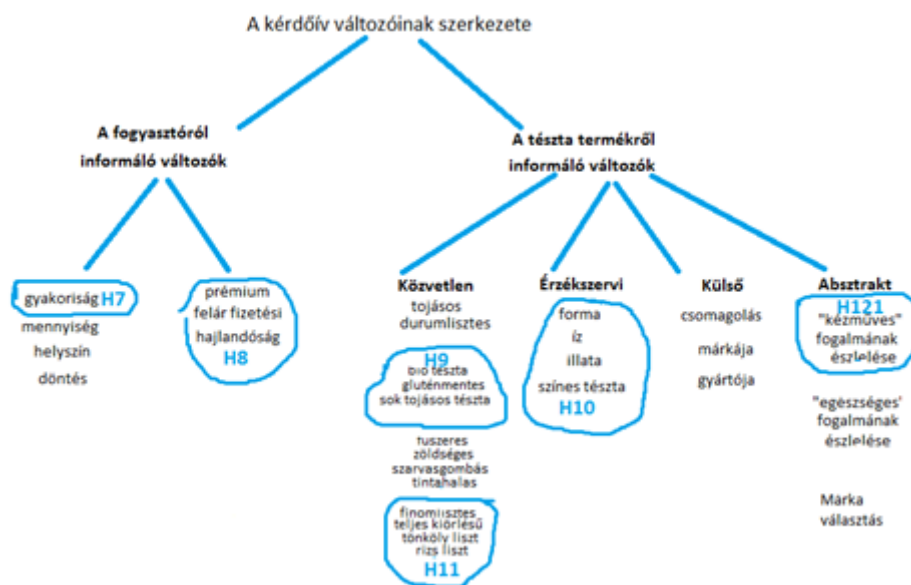 A kérdőív változóinak szerkezete
A fogyasztóról
informáló változók
A tészta termékről
informáló változók
gyakoriság H7
mennyiség
helyszín
döntés
prémium
felár fizetési
hajlandóság
H8
Közvetlen
tojásos
durumlisztes
H9
bio tészta
gluténmentes
sok tojásos tészta
fuszeres
zöldséges
szarvasgombás
tintahalas
finomlisztes
teljes kiőrlésű
tönköly liszt
rizs liszt
H11
Érzékszervi
forma
íz
illata
színes tészta
H10
Külső
csomagolás
márkája
gyártója
Absztrakt
H121
"kézműves"
fogalmának
észlelése
"egészséges'
fogalmának
észlelése
Márka
választás